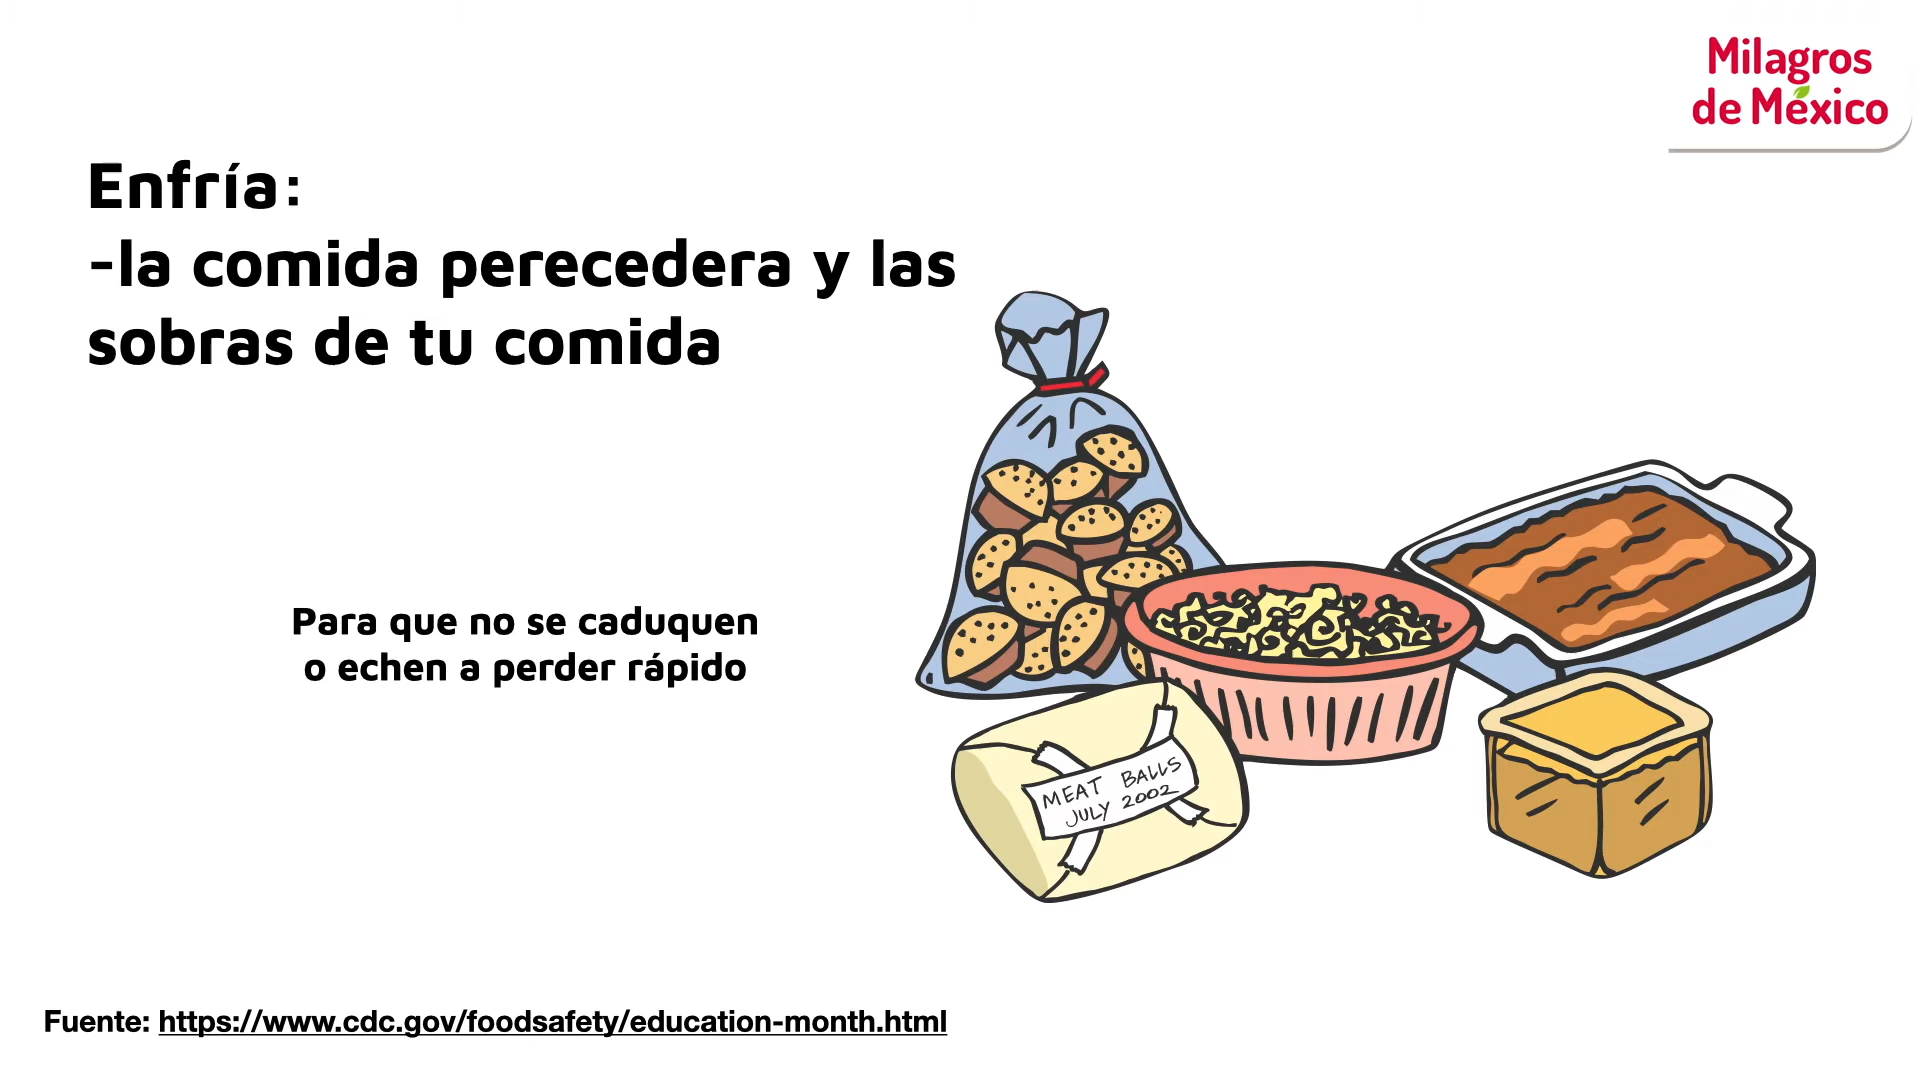 Milagros
de México
Enfría:
-la comida perecedera y las
sobras de tu comida
Para que no se caduquen
o echen a perder rápido
MEAT BALLS
JULY 2002
Fuente: https://www.cdc.gov/foodsafety/education-month.html